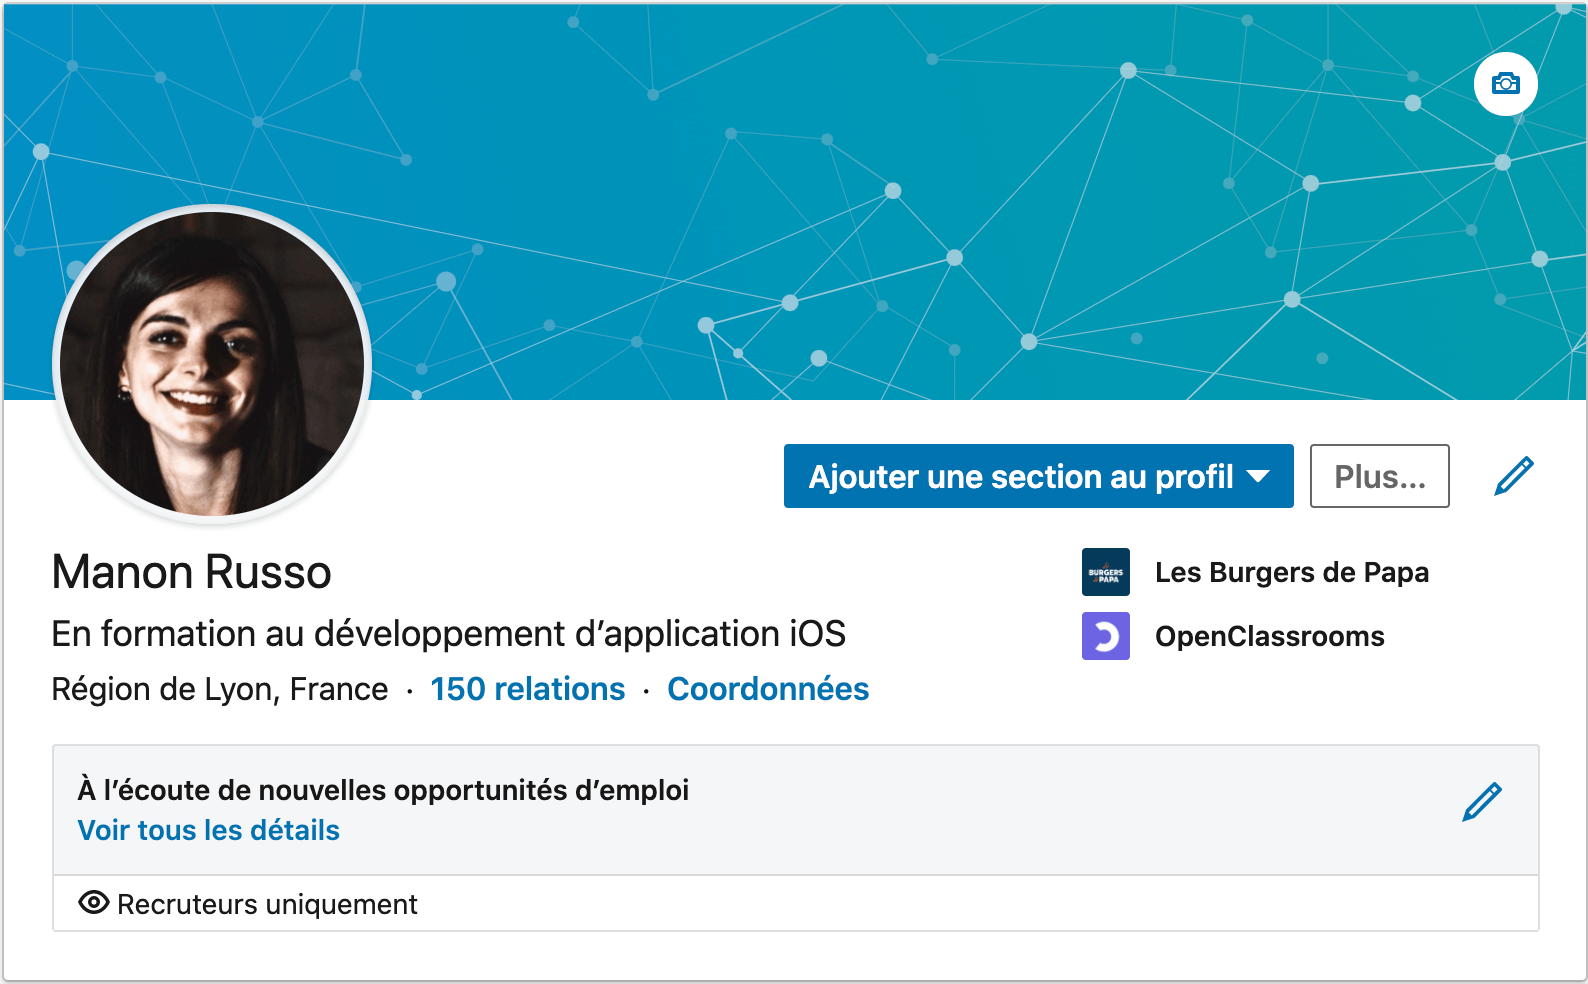 Ajouter une section au profil
Plus...
Manon Russo
En formation au développement d’application iOS
Région de Lyon, France · 150 relations · Coordonnées
BURGERS
PAPA
Les Burgers de Papa
OpenClassrooms
À l’écoute de nouvelles opportunités d’emploi
Voir tous les détails
Recruteurs uniquement